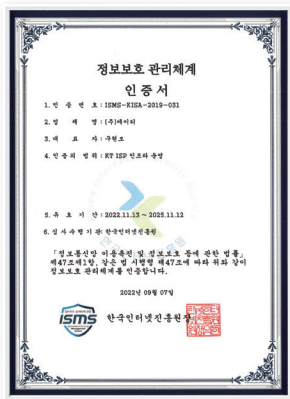 정보보호 관리체계
인 증 서
1. 인 증 번 호 : ISMS-KISA-2019-031
2. 업 체 명 : (주)케이티
3. 대 표 자 : 구현모
4. 인증의 범위 : KT ISP 인프라 운영
5. 유 효 기 간 : 2022.11.13 ~ 2025.11.12
6. 심사수행기관 : 한국인터넷진흥원
「정보통신망 이용촉진 및 정보보호 등에 관한 법률」
제47조제1항, 같은 법 시행령 제47조에 따라 위와 같이
정보보호 관리체계를 인증합니다.
2022년 09월 07일
isms 한국인터넷진흥원장